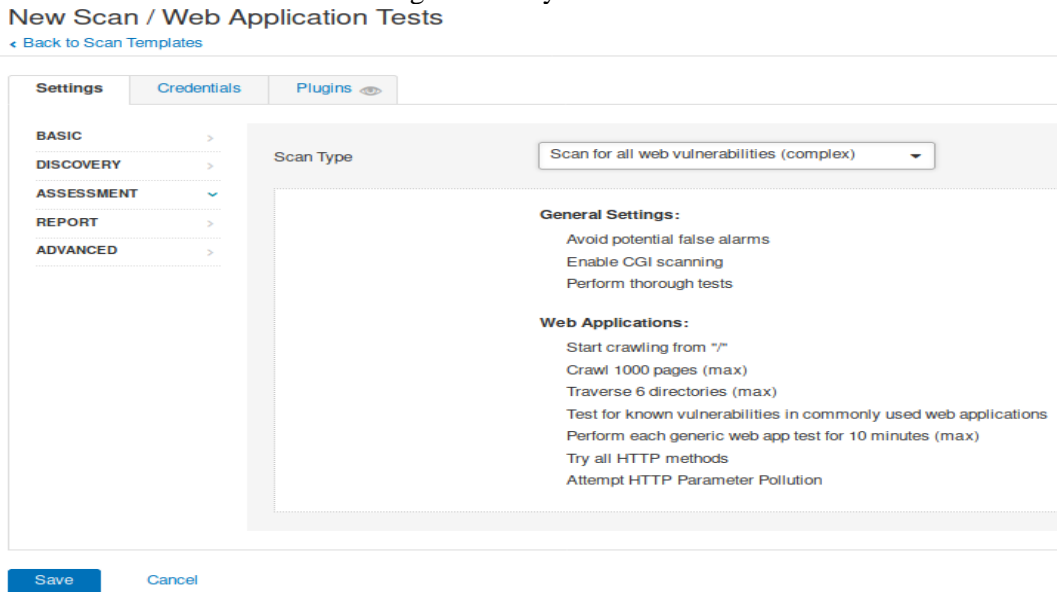 New Scan / Web Application Tests
Back to Scan Templates
Settings Credentials Plugins
BASIC
DISCOVERY
ASSESSMENT
REPORT
ADVANCED
Scan Type Scan for all web vulnerabilities (complex)
General Settings:
Avoid potential false alarms
Enable CGI scanning
Perform thorough tests
Web Applications:
Start crawling from "/"
Crawl 1000 pages (max)
Traverse 6 directories (max)
Test for known vulnerabilities in commonly used web applications
Perform each generic web app test for 10 minutes (max)
Try all HTTP methods
Attempt HTTP Parameter Pollution
Save Cancel